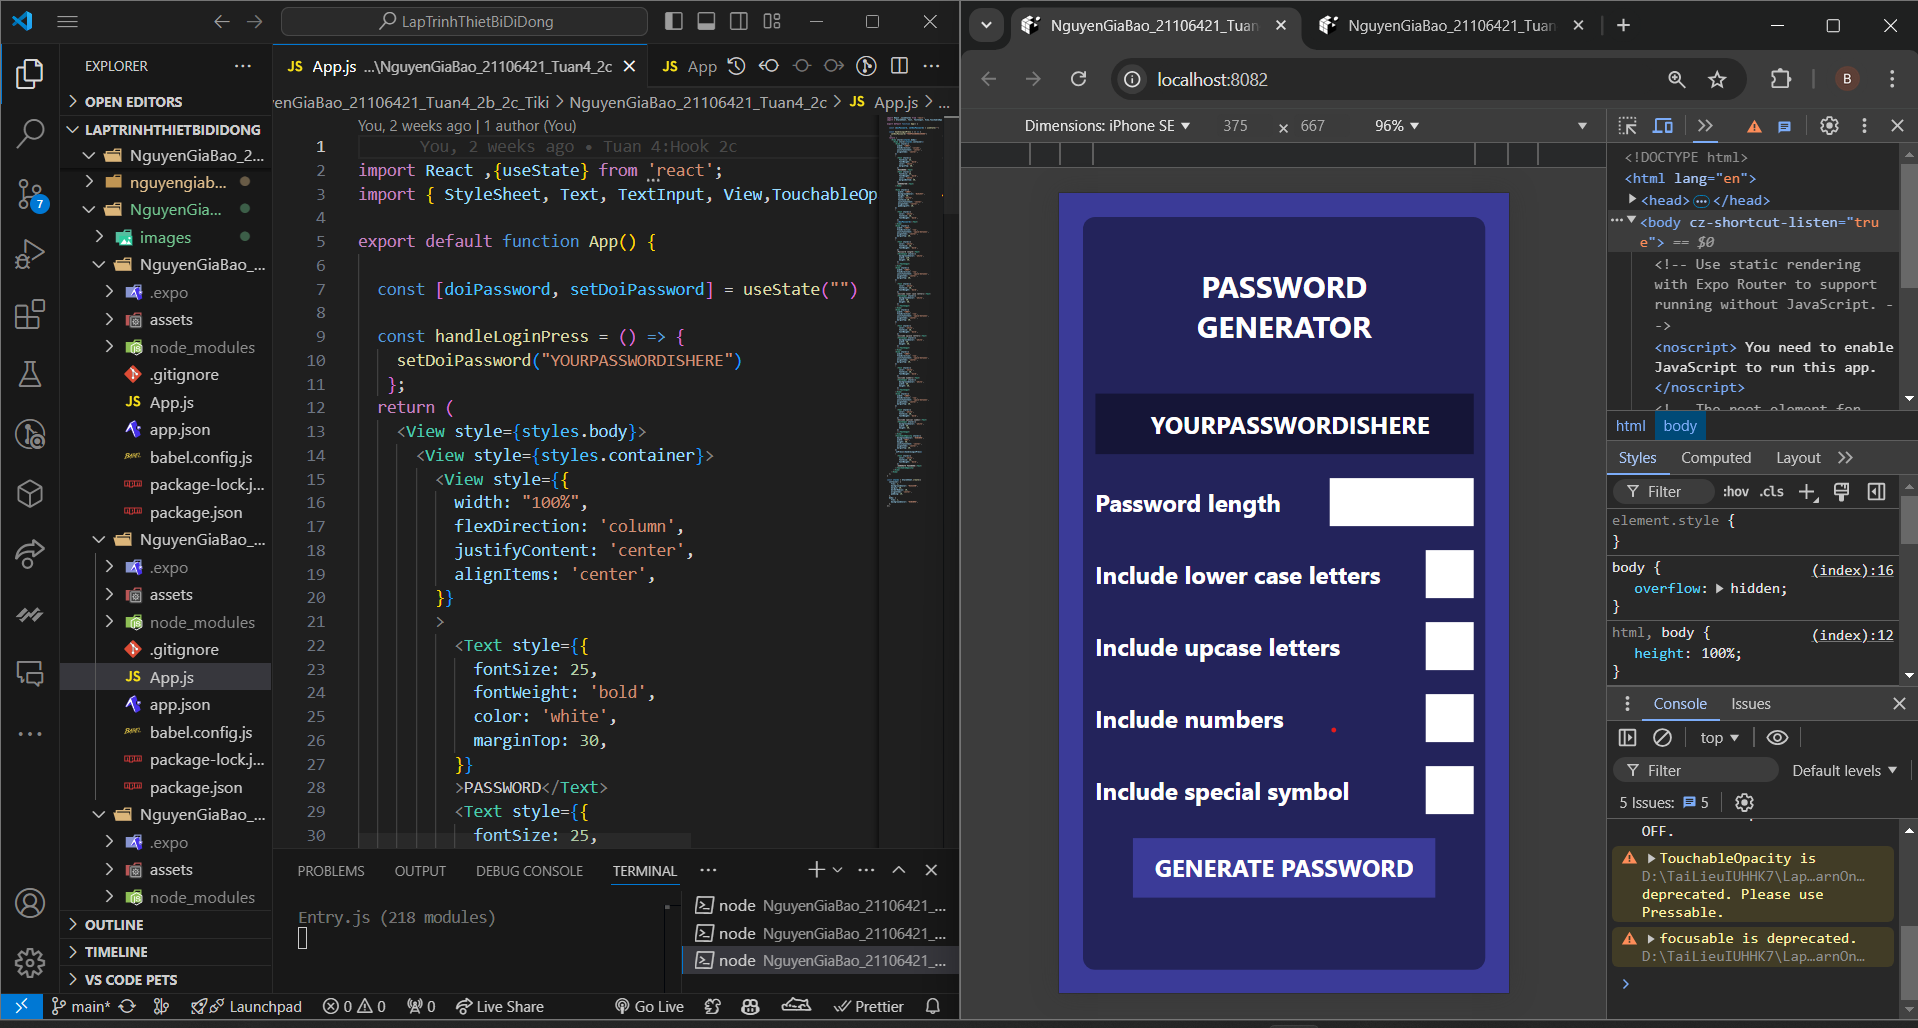 LapTrinhThietBiDiDong
EXPLORER
OPEN EDITORS
LAPTRINHTHIETBIDIDONG
NguyenGiaBao_2...
nguyengiab...
NguyenGia...
images
NguyenGiaBao_...
.expo
assets
node_modules
.gitignore
App.js
app.json
babel.config.js
package-lock.j...
package.json
NguyenGiaBao_...
.expo
assets
node_modules
.gitignore
App.js
app.json
babel.config.js
package-lock.j...
package.json
NguyenGiaBao_...
.expo
assets
node_modules
OUTLINE
TIMELINE
VS CODE PETS
7
JS App.js ...\NguyenGiaBao_21106421_Tuan4_2c
JS App
enGiaBao_21106421_Tuan4_2b_2c_Tiki > NguyenGiaBao_21106421_Tuan4_2c > JS App.js > ...
You, 2 weeks ago | 1 author (You)
1 You, 2 weeks ago • Tuan 4:Hook 2c
2 import React ,{useState} from 'react';
3 import { StyleSheet, Text, TextInput, View,TouchableOp
4
5 export default function App() {
6
7 const [doiPassword, setDoiPassword] = useState("")
8
9 const handleLoginPress = () => {
10 setDoiPassword("YOURPASSWORDISHERE")
11 };
12 return (
13 <View style={styles.body}>
14 <View style={styles.container}>
15 <View style={{
16 width: "100%",
17 flexDirection: 'column',
18 justifyContent: 'center',
19 alignItems: 'center',
20 }}
21 >
22 <Text style={{
23 fontSize: 25,
24 fontWeight: 'bold',
25 color: 'white',
26 marginTop: 30,
27 }}
28 >PASSWORD</Text>
29 <Text style={{
30 fontSize: 25,
PROBLEMS OUTPUT DEBUG CONSOLE TERMINAL
Entry.js (218 modules)
node NguyenGiaBao_21106421_...
node NguyenGiaBao_21106421_...
node NguyenGiaBao_21106421_...
main* Launchpad 0 0 0 Live Share Go Live Prettier
NguyenGiaBao_21106421_Tuan
NguyenGiaBao_21106421_Tuan
localhost:8082
B
Dimensions: iPhone SE 375 × 667 96%
PASSWORD
GENERATOR
YOURPASSWORDISHERE
Password length
Include lower case letters
Include upcase letters
Include numbers
Include special symbol
GENERATE PASSWORD
<!DOCTYPE html>
<html lang="en">
<head> ••• </head>
<body cz-shortcut-listen="tru
e"> == $0
<!-- Use static rendering
with Expo Router to support
running without JavaScript. -
->
<noscript> You need to enable
JavaScript to run this app.
</noscript>
<!-- The root element for
html body
Styles Computed Layout
Filter :hov .cls
element.style {
}
body { (index):16
overflow: hidden;
}
html, body { (index):12
height: 100%;
}
Console Issues
top
Filter Default levels
5 Issues: 5
OFF.
TouchableOpacity is
D:\TaiLieuIUHHK7\Lap…arnOn…
deprecated. Please use
Pressable.
focusable is deprecated.
D:\TaiLieuIUHHK7\Lap…arnOn…